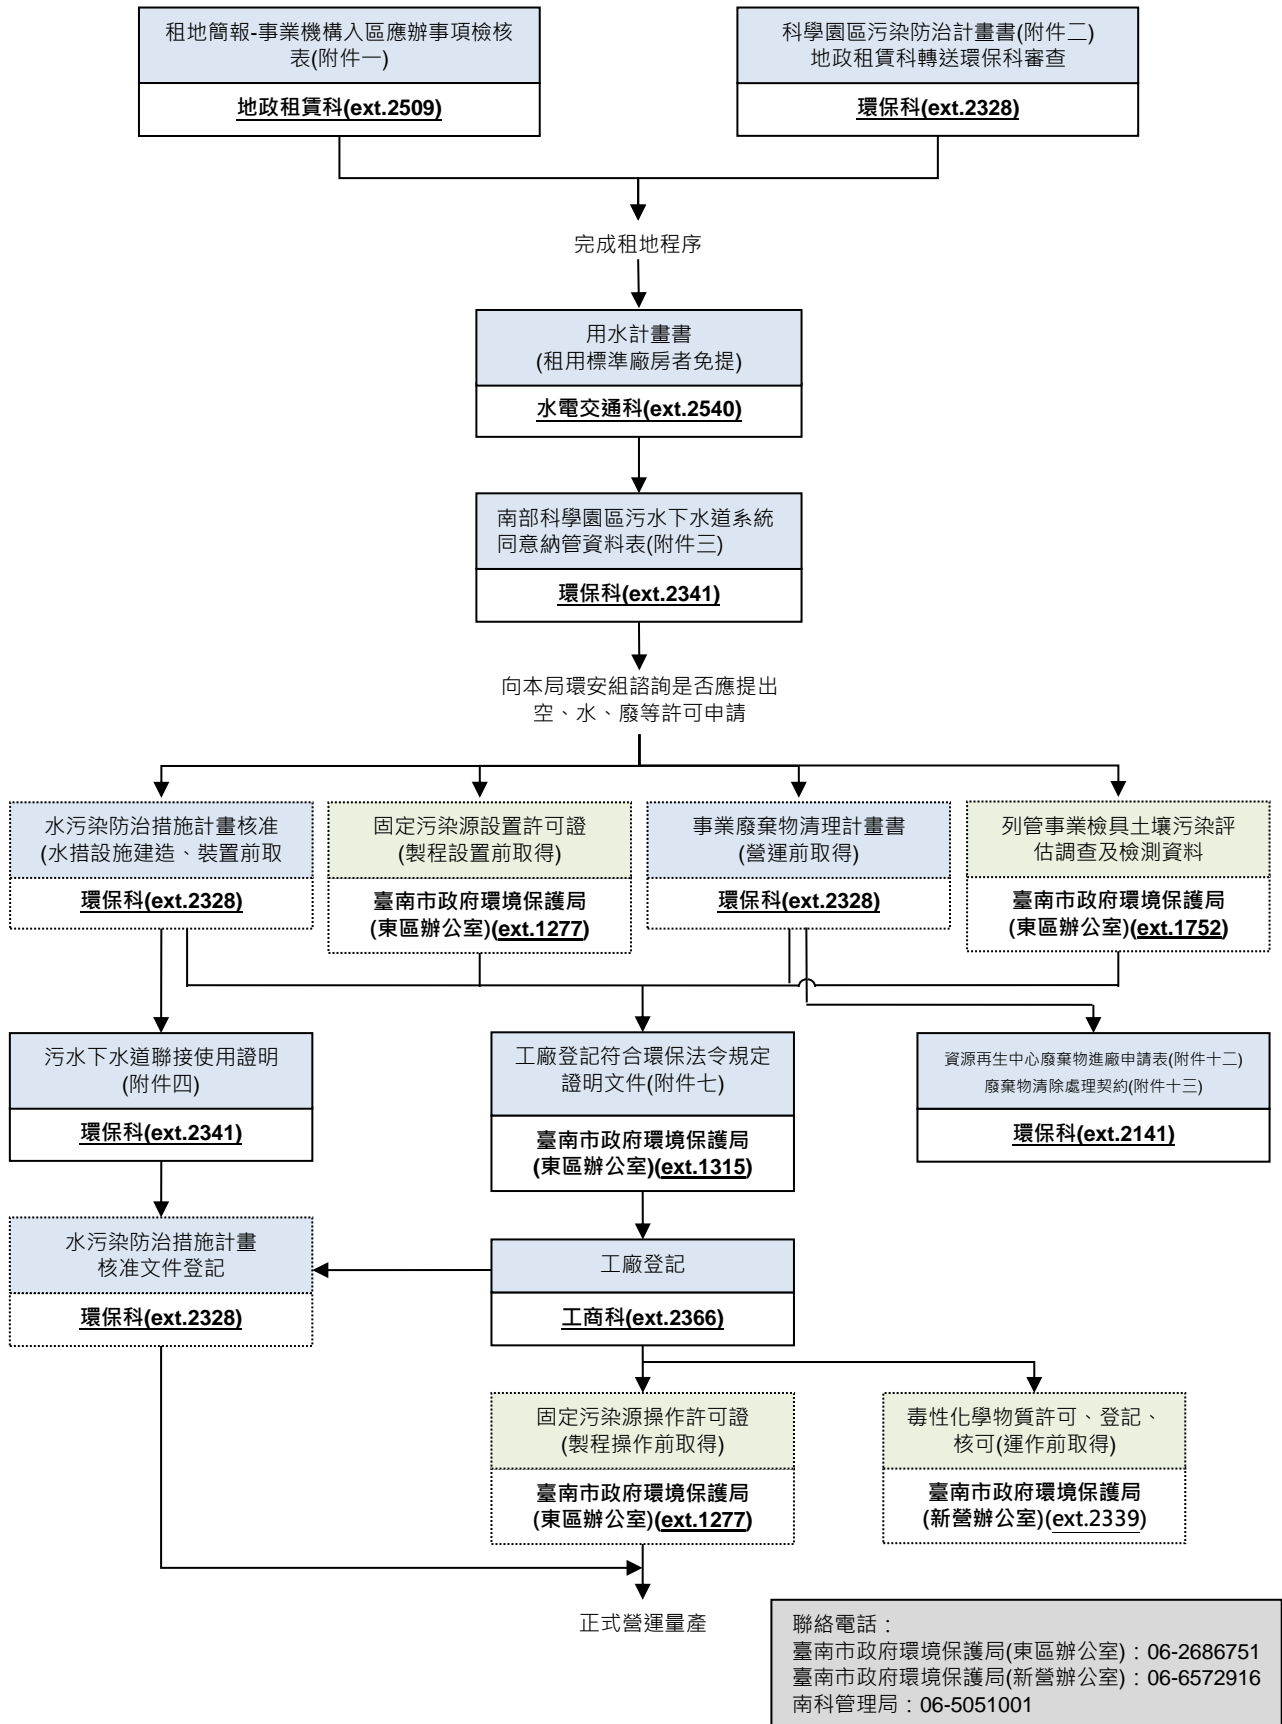 租地簡報-事業機構入區應辦事項檢核
表(附件一)
地政租賃科(ext.2509)
科學園區污染防治計畫書(附件二)
地政租賃科轉送環保科審查
環保科(ext.2328)
完成租地程序
用水計畫書
(租用標準廠房者免提)
水電交通科(ext.2540)
南部科學園區污水下水道系統
同意納管資料表(附件三)
環保科(ext.2341)
向本局環安組諮詢是否應提出
空、水、廢等許可申請
水污染防治措施計畫核准
(水措設施建造、裝置前取
環保科(ext.2328)
固定污染源設置許可證
(製程設置前取得)
臺南市政府環境保護局
(東區辦公室)(ext.1277)
事業廢棄物清理計畫書
(營運前取得)
環保科(ext.2328)
列管事業檢具土壤污染評
估調查及檢測資料
臺南市政府環境保護局
(東區辦公室)(ext.1752)
污水下水道聯接使用證明
(附件四)
環保科(ext.2341)
工廠登記符合環保法令規定
證明文件(附件七)
臺南市政府環境保護局
(東區辦公室)(ext.1315)
資源再生中心廢棄物進廠申請表(附件十二)
廢棄物清除處理契約(附件十三)
環保科(ext.2141)
水污染防治措施計畫
核准文件登記
環保科(ext.2328)
工廠登記
工商科(ext.2366)
固定污染源操作許可證
(製程操作前取得)
臺南市政府環境保護局
(東區辦公室)(ext.1277)
毒性化學物質許可、登記、
核可(運作前取得)
臺南市政府環境保護局
(新營辦公室)(ext.2339)
正式營運量產
聯絡電話：
臺南市政府環境保護局(東區辦公室)：06-2686751
臺南市政府環境保護局(新營辦公室)：06-6572916
南科管理局：06-5051001